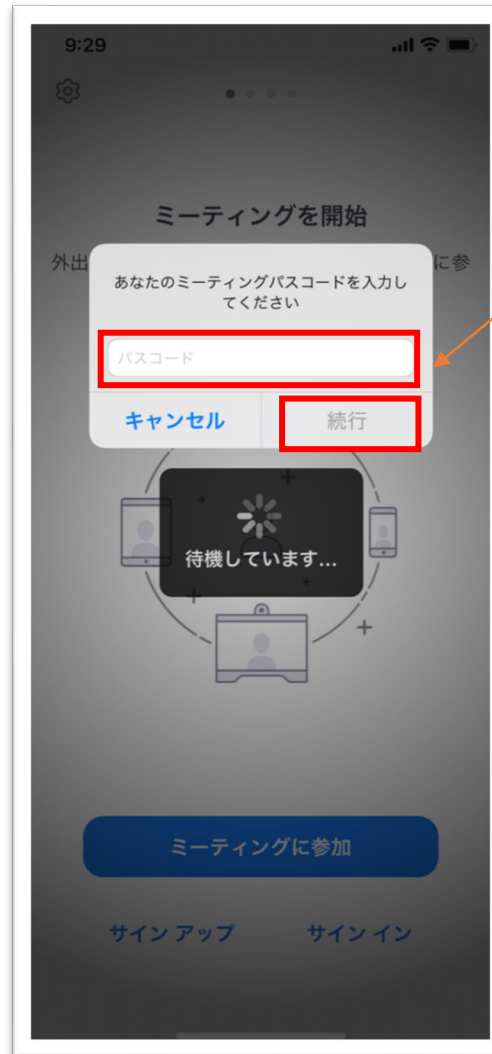 9:29
ミーティングを開始
外出
に参
あなたのミーティングパスコードを入力し
てください
パスコード
キャンセル
続行
待機しています...
ミーティングに参加
サイン アップ
サイン イン